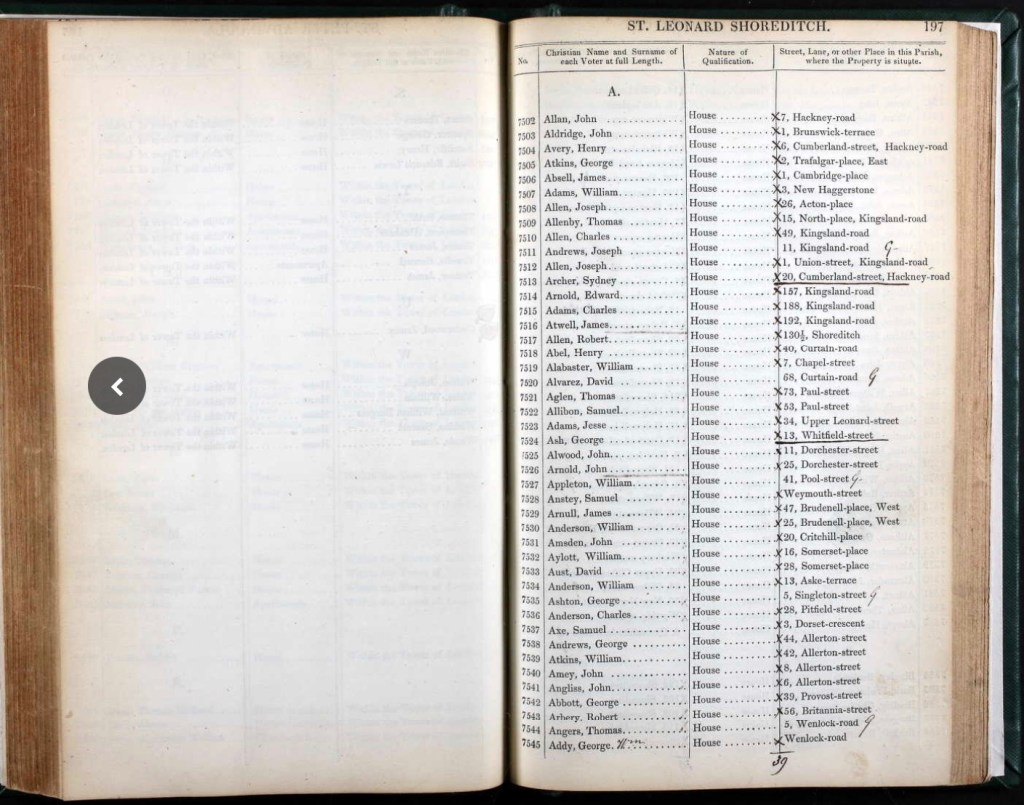 ST. LEONARD SHOREDITCH. 197
No. Christian Name and Surname of each Voter at full Length. Nature of Qualification. Street, Lane, or other Place in this Parish, where the Property is situate.
A.
7502 Allan, John House X 7, Hackney-road
7503 Aldridge, John House X 1, Brunswick-terrace
7504 Avery, Henry House X 6, Cumberland-street, Hackney-road
7505 Atkins, George House X 2, Trafalgar-place, East
7506 Absell, James House X 1, Cambridge-place
7507 Adams, William House X 3, New Haggerstone
7508 Allen, Joseph House X 26, Acton-place
7509 Allenby, Thomas House X 15, North-place, Kingsland-road
7510 Allen, Charles House X 49, Kingsland-road
7511 Andrews, Joseph House 11, Kingsland-road G
7512 Allen, Joseph House X 1, Union-street, Kingsland-road
7513 Archer, Sydney House X 20, Cumberland-street, Hackney-road
7514 Arnold, Edward House X 157, Kingsland-road
7515 Adams, Charles House X 188, Kingsland-road
7516 Atwell, James House X 192, Kingsland-road
7517 Allen, Robert House X 130½, Shoreditch
7518 Abel, Henry House X 40, Curtain-road
7519 Alabaster, William House X 7, Chapel-street
7520 Alvarez, David House 68, Curtain-road G
7521 Aglen, Thomas House X 73, Paul-street
7522 Allibon, Samuel House X 53, Paul-street
7523 Adams, Jesse House X 34, Upper Leonard-street
7524 Ash, George House X 13, Whitfield-street
7525 Alwood, John House X 11, Dorchester-street
7526 Arnold, John House X 25, Dorchester-street
7527 Appleton, William House 41, Pool-street G
7528 Anstey, Samuel House X Weymouth-street
7529 Arnull, James House X 47, Brudenell-place, West
7530 Anderson, William House X 25, Brudenell-place, West
7531 Amsden, John House X 20, Critchill-place
7532 Aylott, William House X 16, Somerset-place
7533 Aust, David House X 28, Somerset-place
7534 Anderson, William House X 13, Aske-terrace
7535 Ashton, George House 5, Singleton-street G
7536 Anderson, Charles House X 28, Pitfield-street
7537 Axe, Samuel House X 3, Dorset-crescent
7538 Andrews, George House X 44, Allerton-street
7539 Atkins, William House X 42, Allerton-street
7540 Amey, John House X 8, Allerton-street
7541 Angliss, John House X 6, Allerton-street
7542 Abbott, George House X 39, Provost-street
7543 Arbery, Robert House X 56, Britannia-street
7544 Angers, Thomas House 5, Wenlock-road G
7545 Addy, George. Wm House X Wenlock-road
39